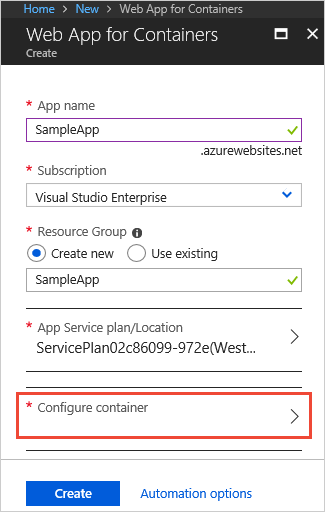 Home > New > Web App for Containers
Web App for Containers
Create
* App name
SampleApp
.azurewebsites.net
* Subscription
Visual Studio Enterprise
* Resource Group
Create new Use existing
SampleApp
* App Service plan/Location
ServicePlan02c86099-972e(West...
* Configure container
Create Automation options